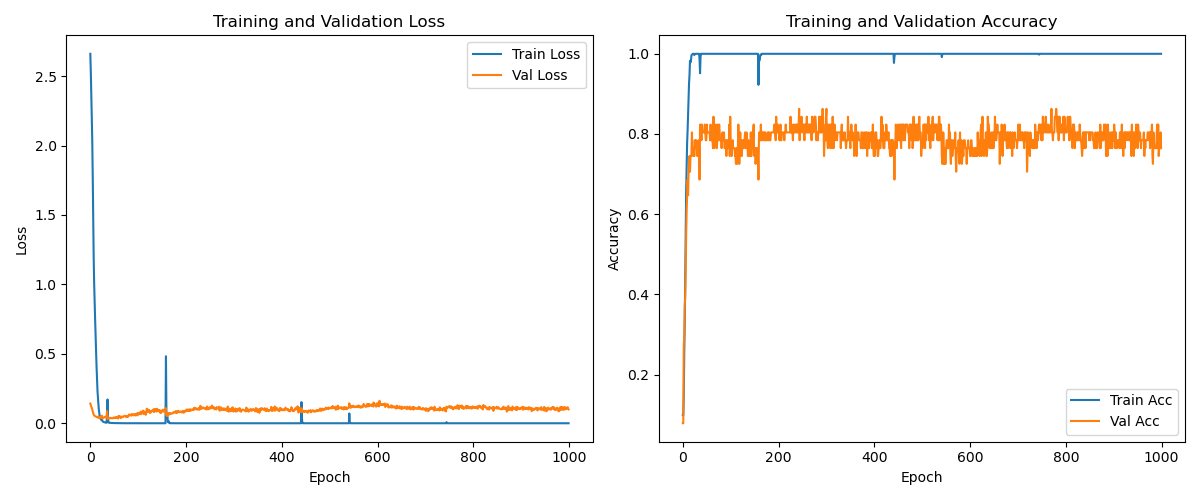 Training and Validation Loss
Training and Validation Accuracy
Train Loss
Val Loss
2.5
2.0
1.5
1.0
0.5
0.0
Loss
0 200 400 600 800 1000
Epoch
1.0
0.8
0.6
0.4
0.2
Accuracy
Train Acc
Val Acc
0 200 400 600 800 1000
Epoch